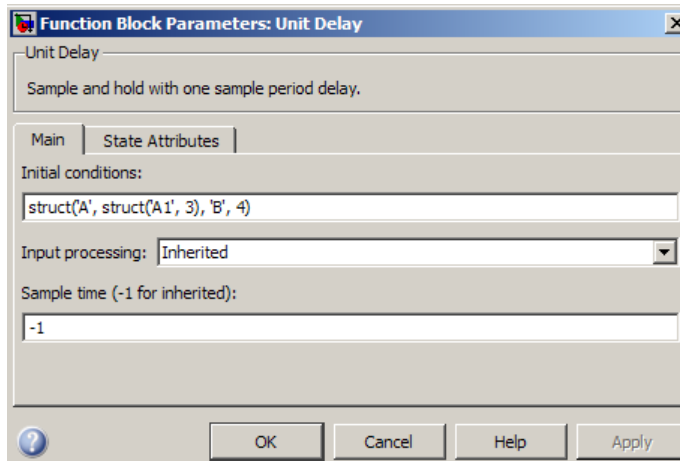 Function Block Parameters: Unit Delay
Unit Delay
Sample and hold with one sample period delay.
Main State Attributes
Initial conditions:
struct('A', struct('A1', 3), 'B', 4)
Input processing: Inherited
Sample time (-1 for inherited):
-1
OK Cancel Help Apply